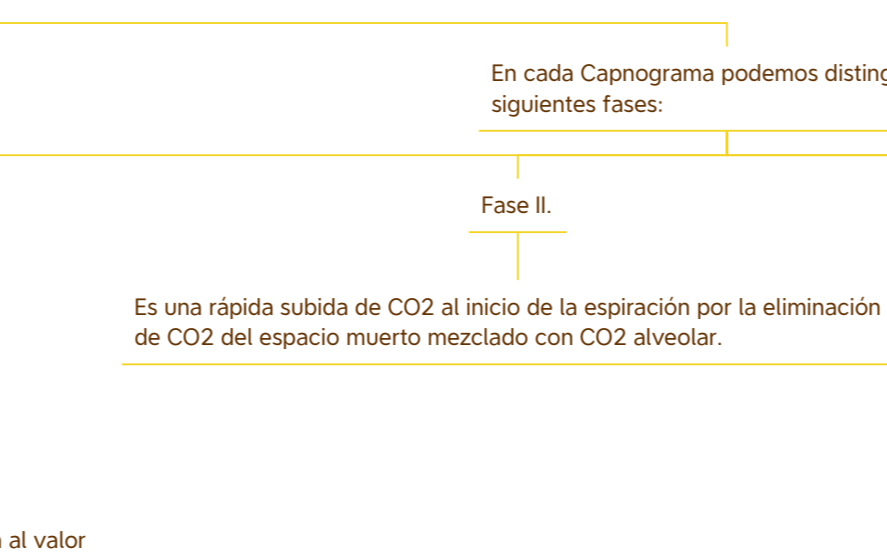 En cada Capnograma podemos
siguientes fases:
Fase II.
Es una rápida subida de CO2 al inicio de la espiración por la eliminación
de CO2 del espacio muerto mezclado con CO2 alveolar.
al valor